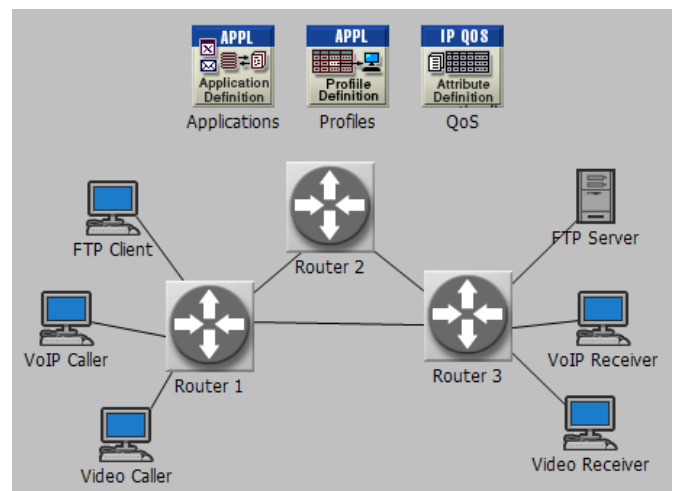 APPL
Application
Definition
Applications
APPL
Profile
Definition
Profiles
IP QOS
Attribute
Definition
QoS
FTP Client
Router 2
FTP Server
VoIP Caller
Router 1
Router 3
VoIP Receiver
Video Caller
Video Receiver